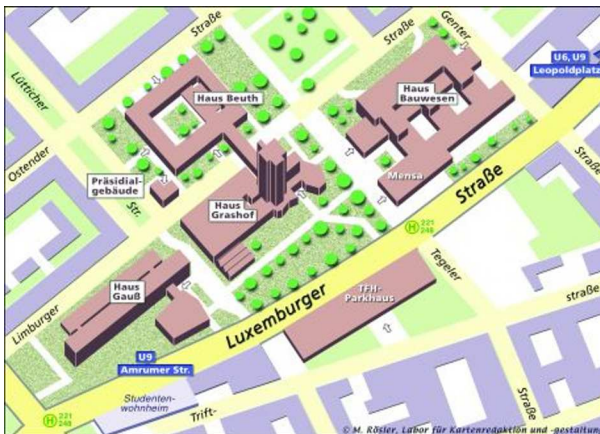 Straße
Genter
U6, U9
Leopoldplatz
Lütticher
Haus Beuth
Haus
Bauwesen
Ostender
Straße
Präsidial-
gebäude
Mensa
Straße
Str.
Haus
Grashof
H 221
248
Haus
Gauß
Tegeler
TFH-
Parkhaus
straße
Limburger
Luxemburger
U9
Amrumer Str.
Studenten-
wohnheim
Straße
H 221
248
Trift-
© M. Rösler, Labor für Kartenredaktion und -gestaltung